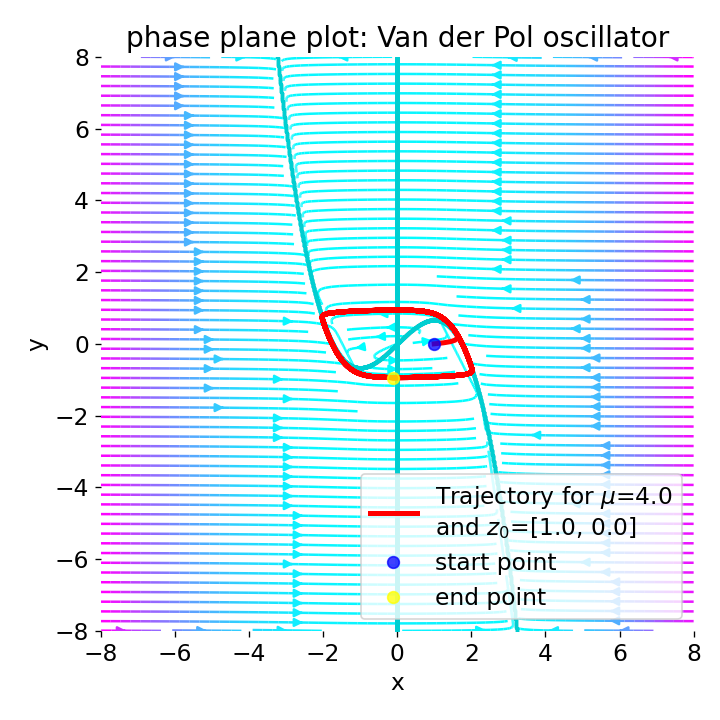 phase plane plot: Van der Pol oscillator
8
6
4
2
0
−2
−4
−6
−8
y
Trajectory for μ=4.0
and z₀=[1.0, 0.0]
start point
end point
−8 −6 −4 −2 0 2 4 6 8
x